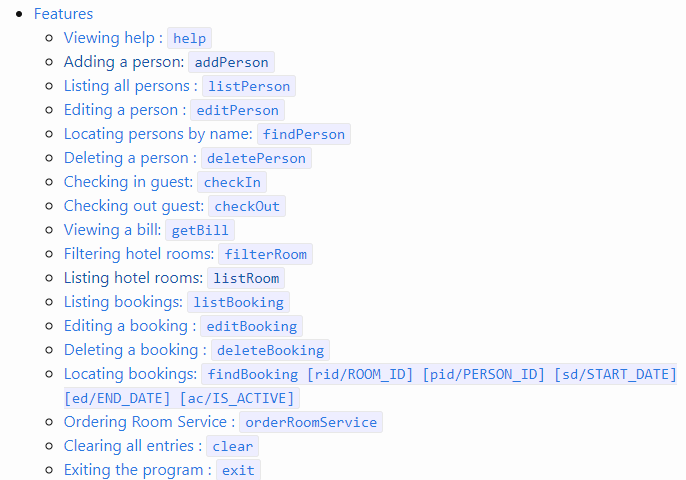 Features
Viewing help : help
Adding a person: addPerson
Listing all persons : listPerson
Editing a person : editPerson
Locating persons by name: findPerson
Deleting a person : deletePerson
Checking in guest: checkIn
Checking out guest: checkOut
Viewing a bill: getBill
Filtering hotel rooms: filterRoom
Listing hotel rooms: listRoom
Listing bookings: listBooking
Editing a booking : editBooking
Deleting a booking : deleteBooking
Locating bookings: findBooking [rid/ROOM_ID] [pid/PERSON_ID] [sd/START_DATE]
[ed/END_DATE] [ac/IS_ACTIVE]
Ordering Room Service : orderRoomService
Clearing all entries : clear
Exiting the program : exit